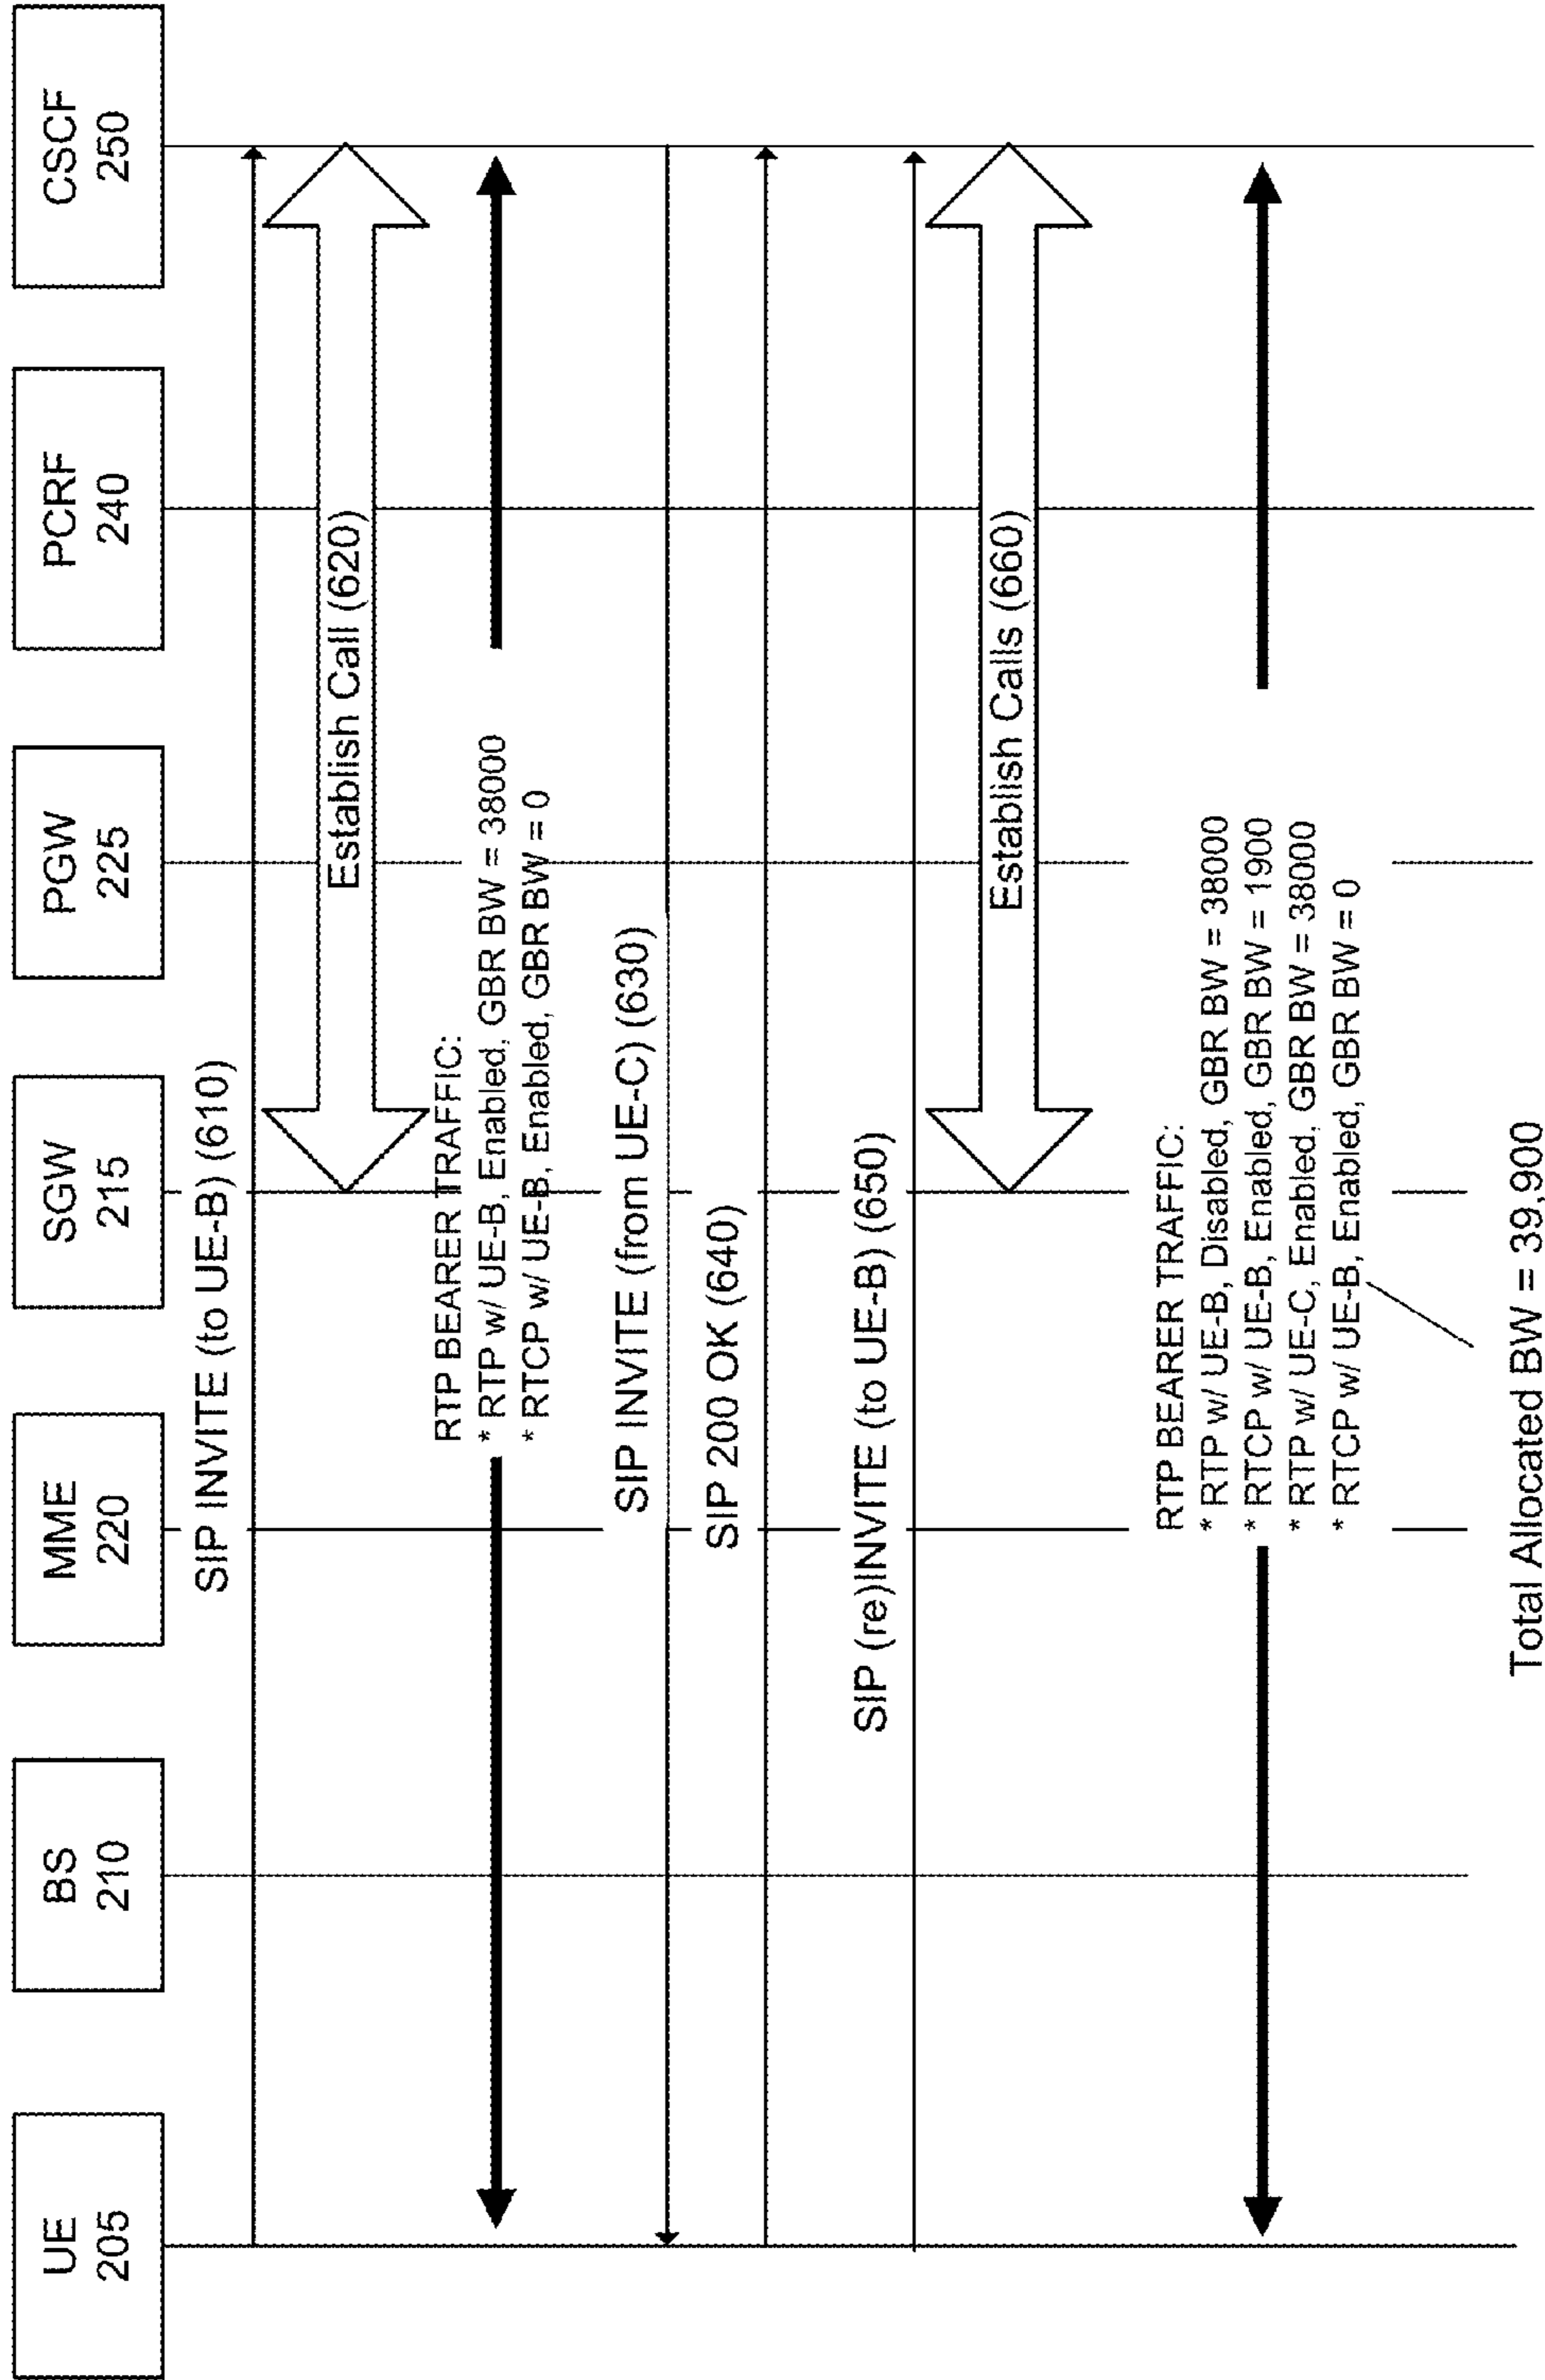 UE
205
BS
210
MME
220
SGW
215
PGW
225
PCRF
240
CSCF
250
SIP INVITE (to UE-B) (610)
Establish Call (620)
RTP BEARER TRAFFIC:
* RTP w/ UE-B, Enabled, GBR BW = 38000
* RTCP w/ UE-B, Enabled, GBR BW = 0
SIP INVITE (from UE-C) (630)
SIP 200 OK (640)
SIP (re)INVITE (to UE-B) (650)
Establish Calls (660)
RTP BEARER TRAFFIC:
* RTP w/ UE-B, Disabled, GBR BW = 38000
* RTCP w/ UE-B, Enabled, GBR BW = 1900
* RTP w/ UE-C, Enabled, GBR BW = 38000
* RTCP w/ UE-B, Enabled, GBR BW = 0
Total Allocated BW = 39,900